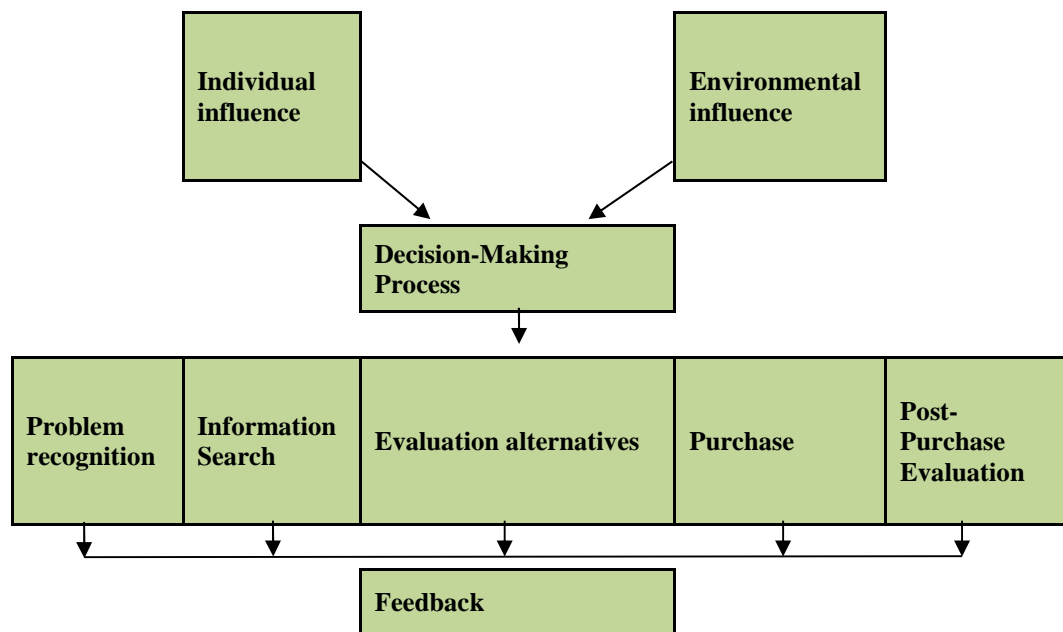 Individual
influence
Environmental
influence
Decision-Making
Process
Problem
recognition
Information
Search
Evaluation alternatives
Purchase
Post-
Purchase
Evaluation
Feedback